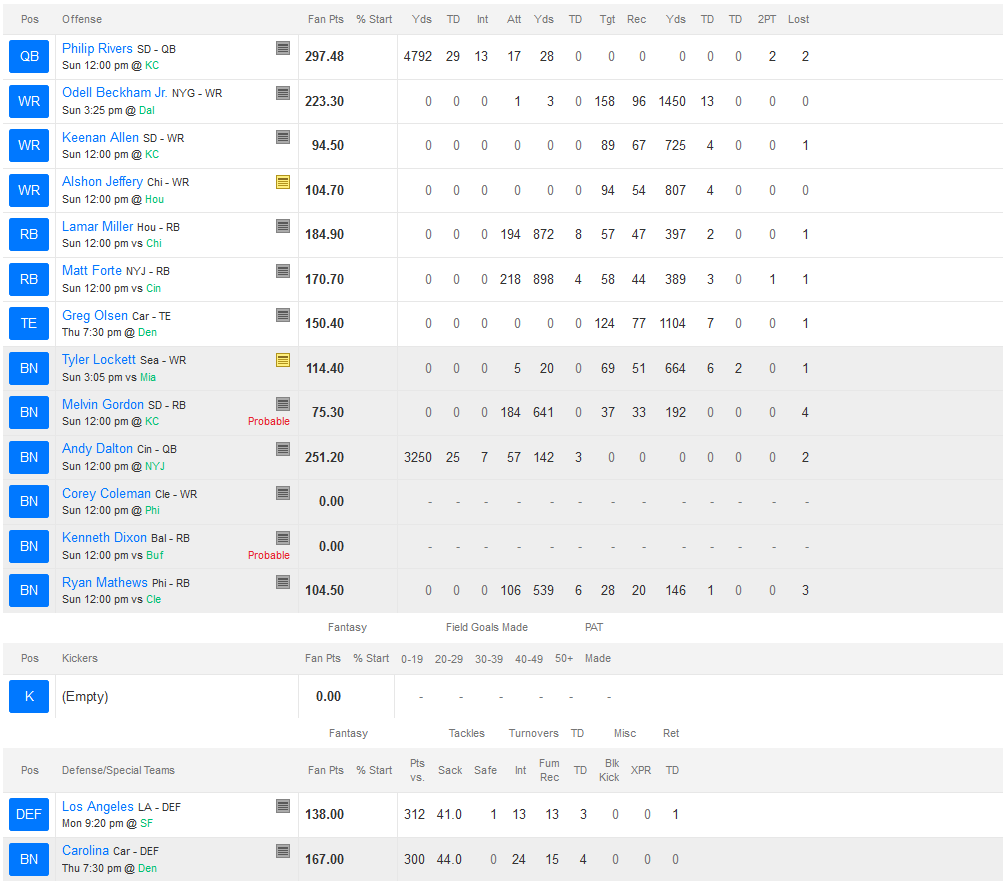 Pos Offense Fan Pts % Start Yds TD Int Att Yds TD Tgt Rec Yds TD TD 2PT Lost
QB Philip Rivers SD - QB 297.48 4792 29 13 17 28 0 0 0 0 0 0 2 2
Sun 12:00 pm @ KC
WR Odell Beckham Jr. NYG - WR 223.30 0 0 0 1 3 0 158 96 1450 13 0 0 0
Sun 3:25 pm @ Dal
WR Keenan Allen SD - WR 94.50 0 0 0 0 0 0 89 67 725 4 0 0 1
Sun 12:00 pm @ KC
WR Alshon Jeffery Chi - WR 104.70 0 0 0 0 0 0 94 54 807 4 0 0 0
Sun 12:00 pm @ Hou
RB Lamar Miller Hou - RB 184.90 0 0 0 194 872 8 57 47 397 2 0 0 1
Sun 12:00 pm vs Chi
RB Matt Forte NYJ - RB 170.70 0 0 0 218 898 4 58 44 389 3 0 1 1
Sun 12:00 pm vs Cin
TE Greg Olsen Car - TE 150.40 0 0 0 0 0 0 124 77 1104 7 0 0 1
Thu 7:30 pm @ Den
BN Tyler Lockett Sea - WR 114.40 0 0 0 5 20 0 69 51 664 6 2 0 1
Sun 3:05 pm vs Mia
BN Melvin Gordon SD - RB 75.30 0 0 0 184 641 0 37 33 192 0 0 0 4
Sun 12:00 pm @ KC Probable
BN Andy Dalton Cin - QB 251.20 3250 25 7 57 142 3 0 0 0 0 0 0 2
Sun 12:00 pm @ NYJ
BN Corey Coleman Cle - WR 0.00 - - - - - - - - - - - - -
Sun 12:00 pm @ Phi
BN Kenneth Dixon Bal - RB 0.00 - - - - - - - - - - - - -
Sun 12:00 pm vs Buf Probable
BN Ryan Mathews Phi - RB 104.50 0 0 0 106 539 6 28 20 146 1 0 0 3
Sun 12:00 pm vs Cle
Fantasy Field Goals Made PAT
Pos Kickers Fan Pts % Start 0-19 20-29 30-39 40-49 50+ Made
K (Empty) 0.00 - - - - - -
Fantasy Tackles Turnovers TD Misc Ret
Pos Defense/Special Teams Fan Pts % Start Pts vs. Sack Safe Int Fum Rec TD Blk Kick XPR TD
DEF Los Angeles LA - DEF 138.00 312 41.0 1 13 13 3 0 0 1
Mon 9:20 pm @ SF
BN Carolina Car - DEF 167.00 300 44.0 0 24 15 4 0 0 0
Thu 7:30 pm @ Den